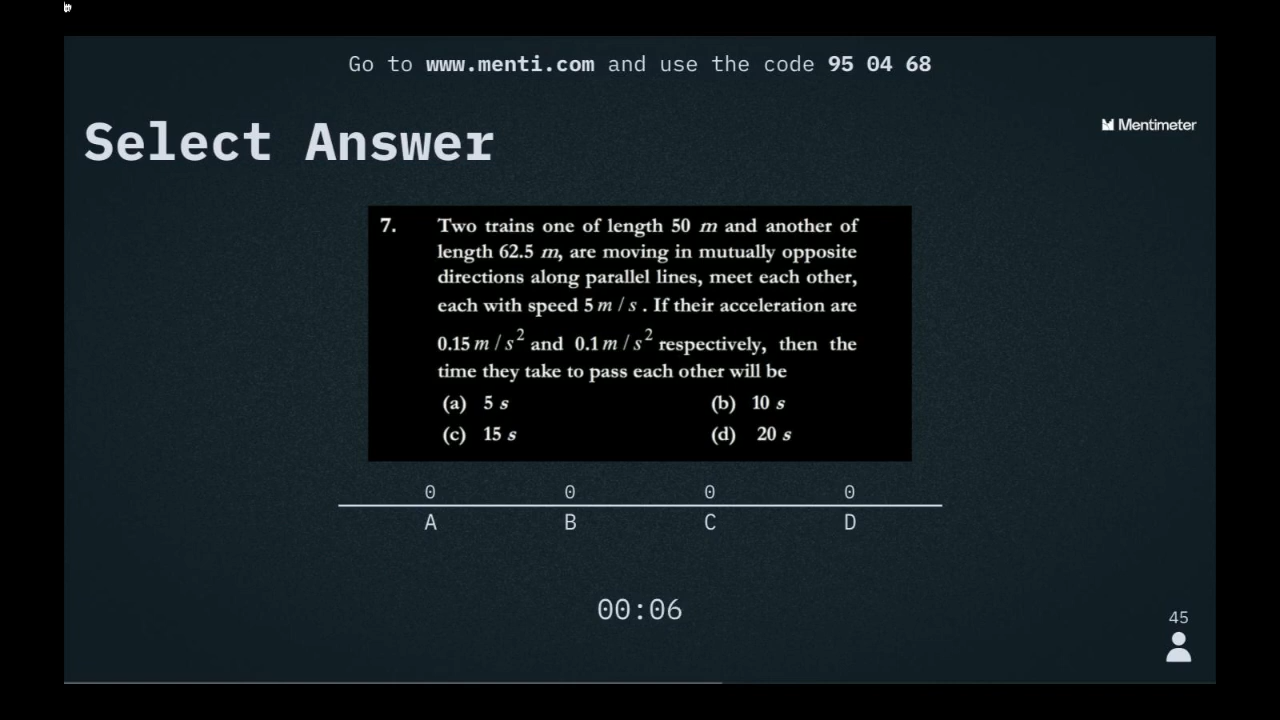 Go to www.menti.com and use the code 95 04 68
Select Answer
Mentimeter
7. Two trains one of length 50 m and another of
length 62.5 m, are moving in mutually opposite
directions along parallel lines, meet each other,
each with speed 5 m / s . If their acceleration are
0.15 m / s² and 0.1 m / s² respectively, then the
time they take to pass each other will be
(a) 5 s (b) 10 s
(c) 15 s (d) 20 s
0 0 0 0
A B C D
00:06
45